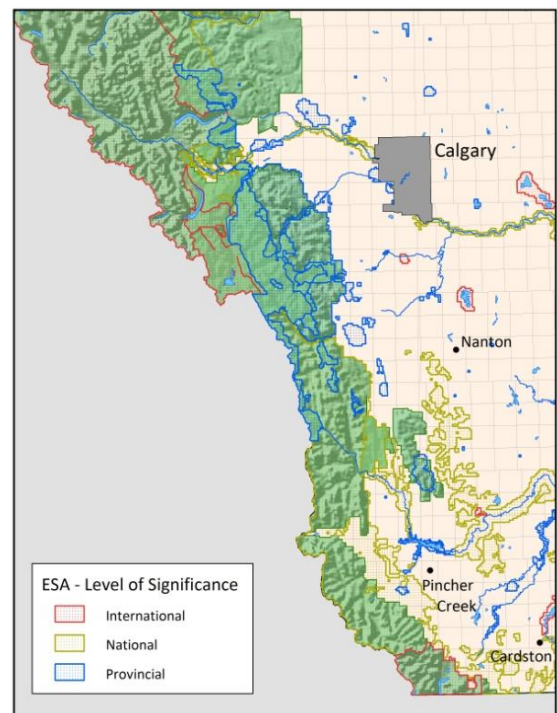 Calgary
Nanton
Pincher
Creek
Cardston
ESA - Level of Significance
International
National
Provincial